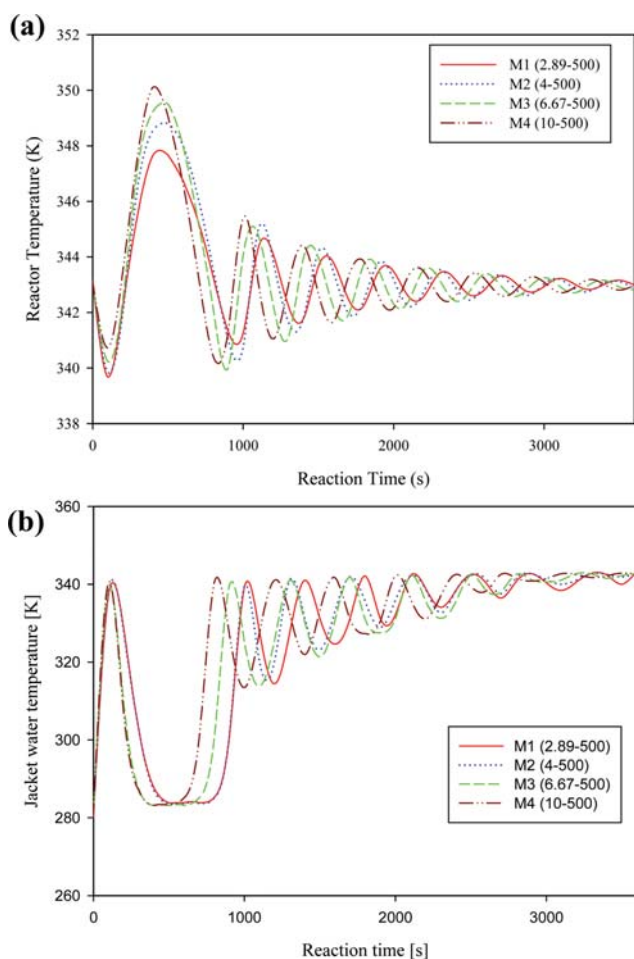 (a)
352
350
348
346
344
342
340
338
Reactor Temperature (K)
M1 (2.89-500)
M2 (4-500)
M3 (6.67-500)
M4 (10-500)
0
1000
2000
3000
Reaction Time (s)
(b)
360
340
320
300
280
260
Jacket water temperature [K]
M1 (2.89-500)
M2 (4-500)
M3 (6.67-500)
M4 (10-500)
0
1000
2000
3000
Reaction time [s]